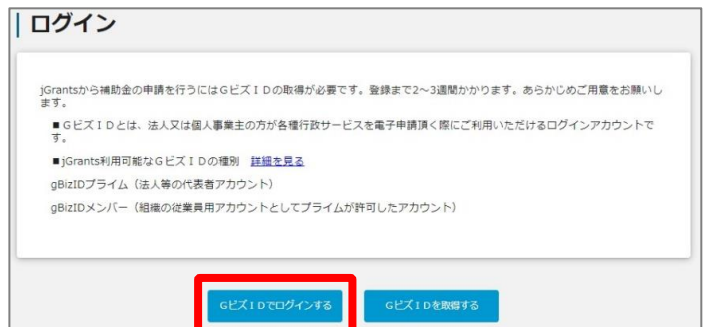 ログイン
jGrantsから補助金の申請を行うにはGビズIDの取得が必要です。登録まで2~3週間かかります。あらかじめご用意をお願いし
ます。
■GビズIDとは、法人又は個人事業主の方が各種行政サービスを電子申請頂く際にご利用いただけるログインアカウントで
す。
■jGrants利用可能なGビズIDの種別 詳細を見る
gBizIDプライム（法人等の代表者アカウント）
gBizIDメンバー（組織の従業員用アカウントとしてプライムが許可したアカウント）
GビズIDでログインする GビズIDを取得する